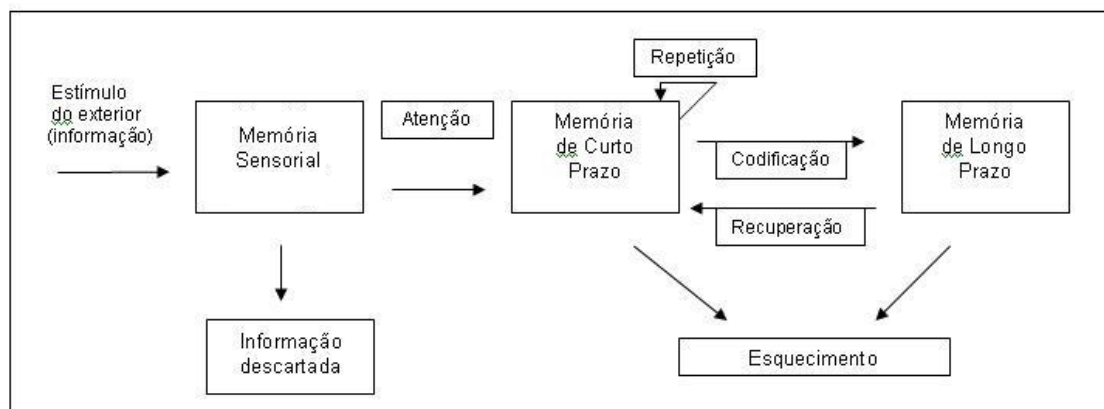 Repetição
Estímulo
do exterior
(informação)
Memória
Sensorial
Atenção
Memória
de Curto
Prazo
Codificação
Recuperação
Memória
de Longo
Prazo
Informação
descartada
Esquecimento